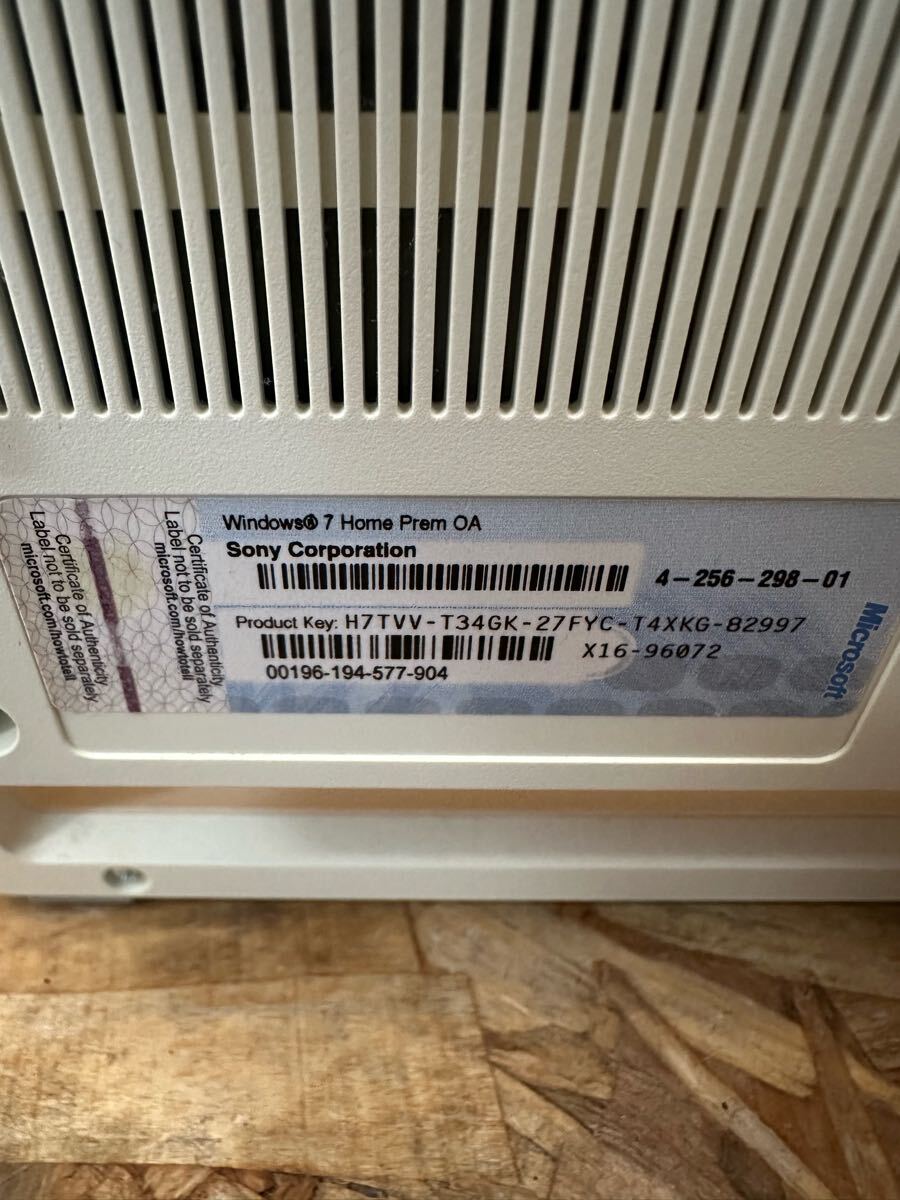 Windows® 7 Home Prem OA
Sony Corporation
4-256-298-01
Product Key: H7TVV-T34GK-27FYC-T4XKG-82997
X16-96072
00196-194-577-904
Microsoft
Certificate of Authenticity
Label not to be sold separately
microsoft.com/howtotell
Certificate of Authenticity
Label not to be sold separately
microsoft.com/howtotell